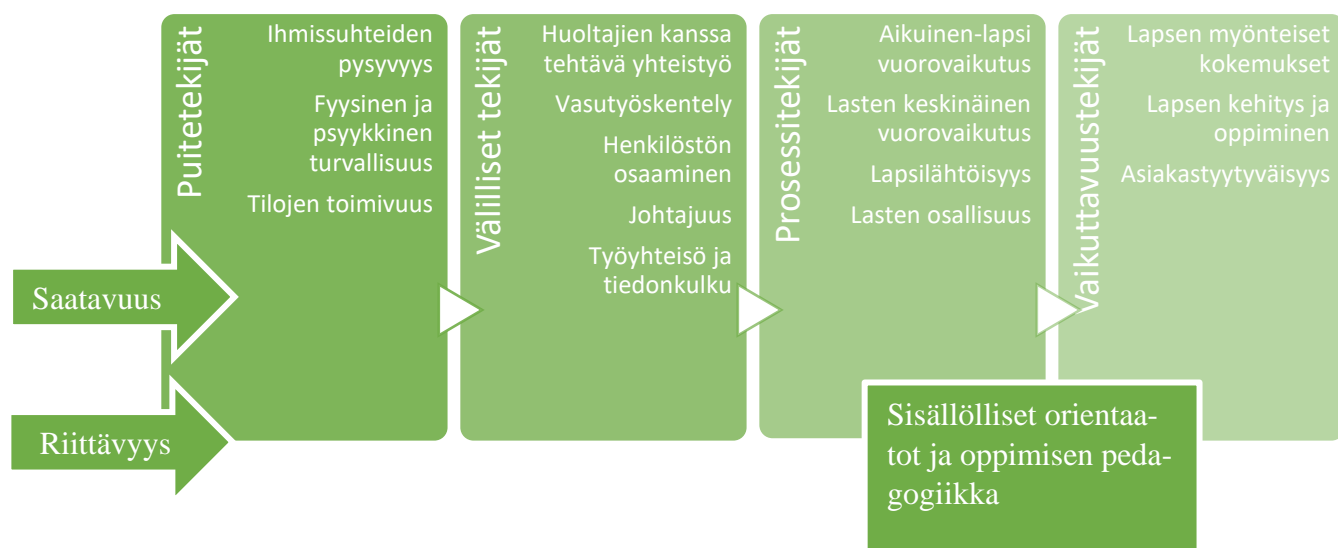 Puitetekijät
Ihmissuhteiden
pysyvyys
Fyysinen ja
psyykkinen
turvallisuus
Tilojen toimivuus
Välilliset tekijät
Huoltajien kanssa
tehtävä yhteistyö
Vasutyöskentely
Henkilöstön
osaaminen
Johtajuus
Työyhteisö ja
tiedonkulku
Prosessitekijät
Aikuinen-lapsi
vuorovaikutus
Lasten keskinäinen
vuorovaikutus
Lapsilähtöisyys
Lasten osallisuus
Vaikuttavuustekijät
Lapsen myönteiset
kokemukset
Lapsen kehitys ja
oppiminen
Asiakastyytyväisyys
Saatavuus
Riittävyys
Sisällölliset orientaa-
tot ja oppimisen peda-
gogiikka